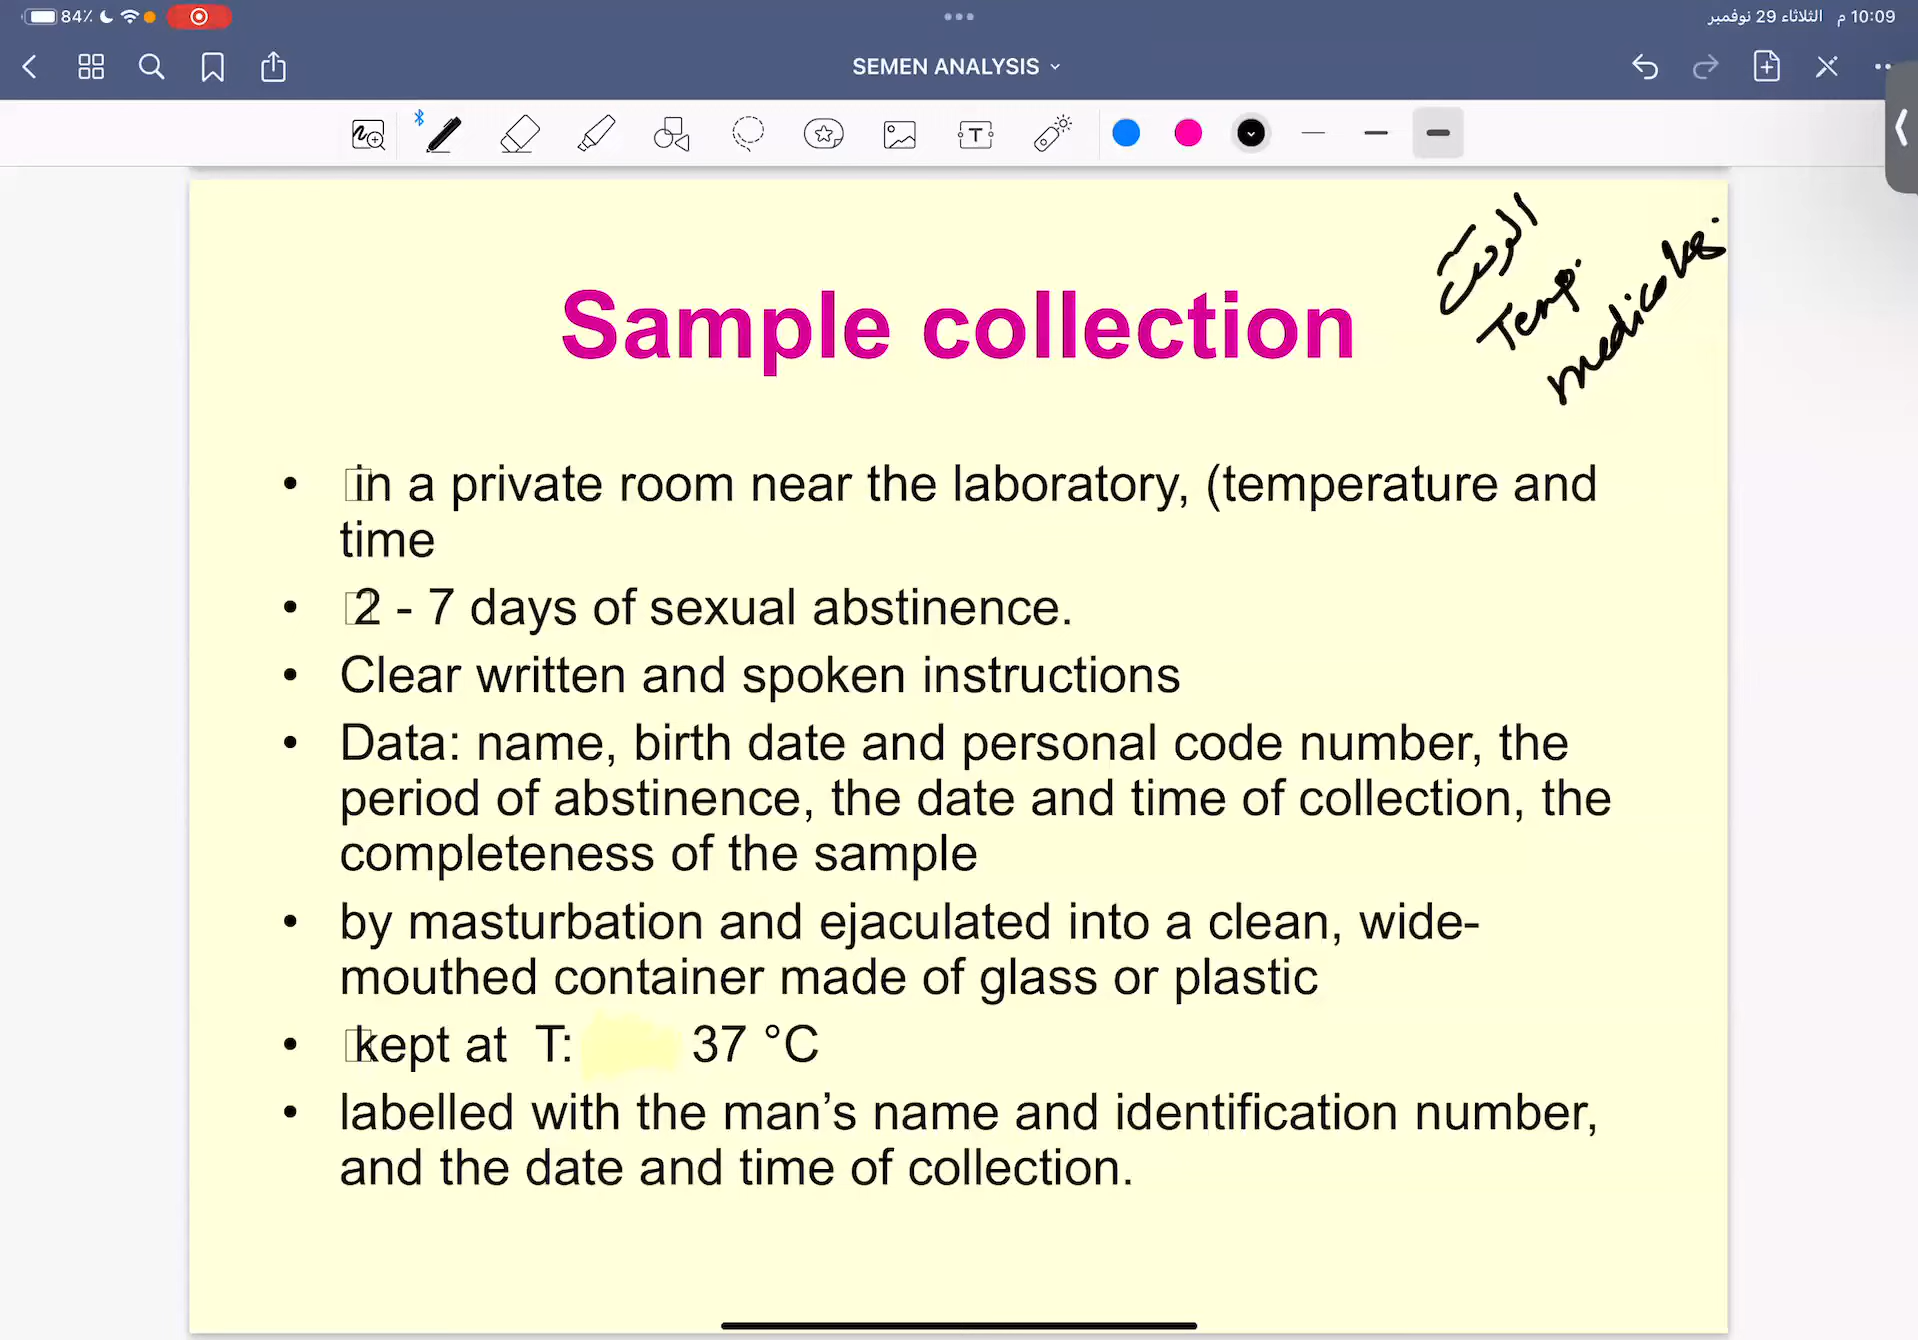 84٪
10:09 م الثلاثاء 29 نوفمبر
SEMEN ANALYSIS
T
الوقت
Temp.
medicoleg.
Sample collection
• in a private room near the laboratory, (temperature and
time
• 2 - 7 days of sexual abstinence.
• Clear written and spoken instructions
• Data: name, birth date and personal code number, the
period of abstinence, the date and time of collection, the
completeness of the sample
• by masturbation and ejaculated into a clean, wide-
mouthed container made of glass or plastic
• kept at T: 37 °C
• labelled with the man’s name and identification number,
and the date and time of collection.